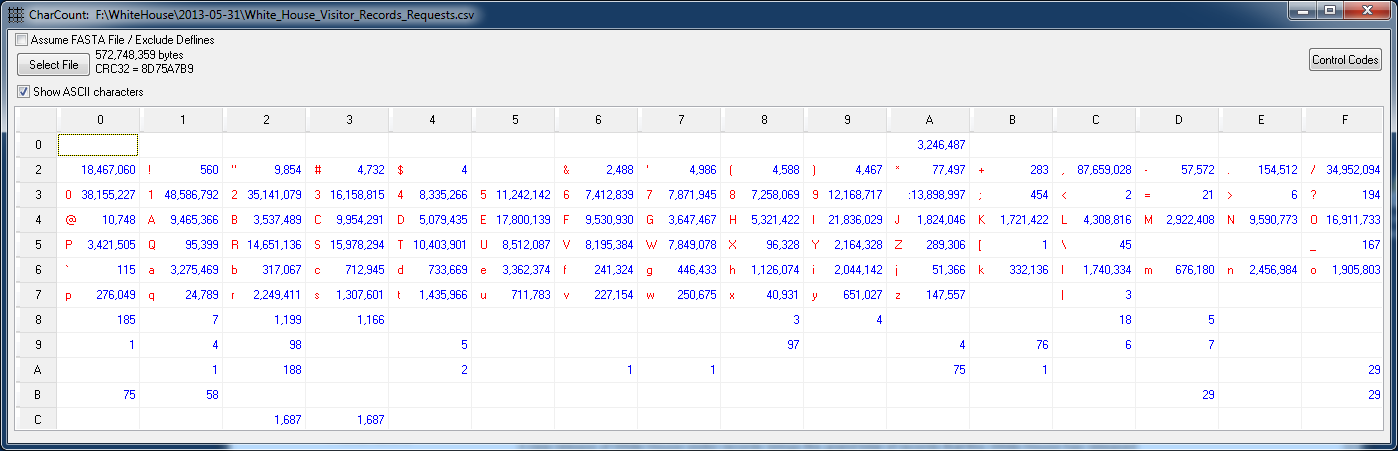 CharCount: F:\WhiteHouse\2013-05-31\White_House_Visitor_Records_Requests.csv
Assume FASTA File / Exclude Deflines
Select File
572,748,359 bytes
CRC32 = 8D75A7B9
Control Codes
Show ASCII characters
0 1 2 3 4 5 6 7 8 9 A B C D E F
0 3,246,487
2 18,467,060 ! 560 " 9,854 # 4,732 $ 4 & 2,488 ' 4,986 ( 4,588 ) 4,467 * 77,497 + 283 , 87,659,028 - 57,572 . 154,512 / 34,952,094
3 0 38,155,227 1 48,586,792 2 35,141,079 3 16,158,815 4 8,335,266 5 11,242,142 6 7,412,839 7 7,871,945 8 7,258,069 9 12,168,717 :13,898,997 ; 454 < 2 = 21 > 6 ? 194
4 @ 10,748 A 9,465,366 B 3,537,489 C 9,954,291 D 5,079,435 E 17,800,139 F 9,530,930 G 3,647,467 H 5,321,422 I 21,836,029 J 1,824,046 K 1,721,422 L 4,308,816 M 2,922,408 N 9,590,773 O 16,911,733
5 P 3,421,505 Q 95,399 R 14,651,136 S 15,978,294 T 10,403,901 U 8,512,087 V 8,195,384 W 7,849,078 X 96,328 Y 2,164,328 Z 289,306 [ 1 \ 45 _ 167
6 ` 115 a 3,275,469 b 317,067 c 712,945 d 733,669 e 3,362,374 f 241,324 g 446,433 h 1,126,074 i 2,044,142 j 51,366 k 332,136 l 1,740,334 m 676,180 n 2,456,984 o 1,905,803
7 p 276,049 q 24,789 r 2,249,411 s 1,307,601 t 1,435,966 u 711,783 v 227,154 w 250,675 x 40,931 y 651,027 z 147,557 | 3
8 185 7 1,199 1,166 3 4 18 5
9 1 4 98 5 97 4 76 6 7
A 1 188 2 1 1 75 1 29
B 75 58 29 29
C 1,687 1,687